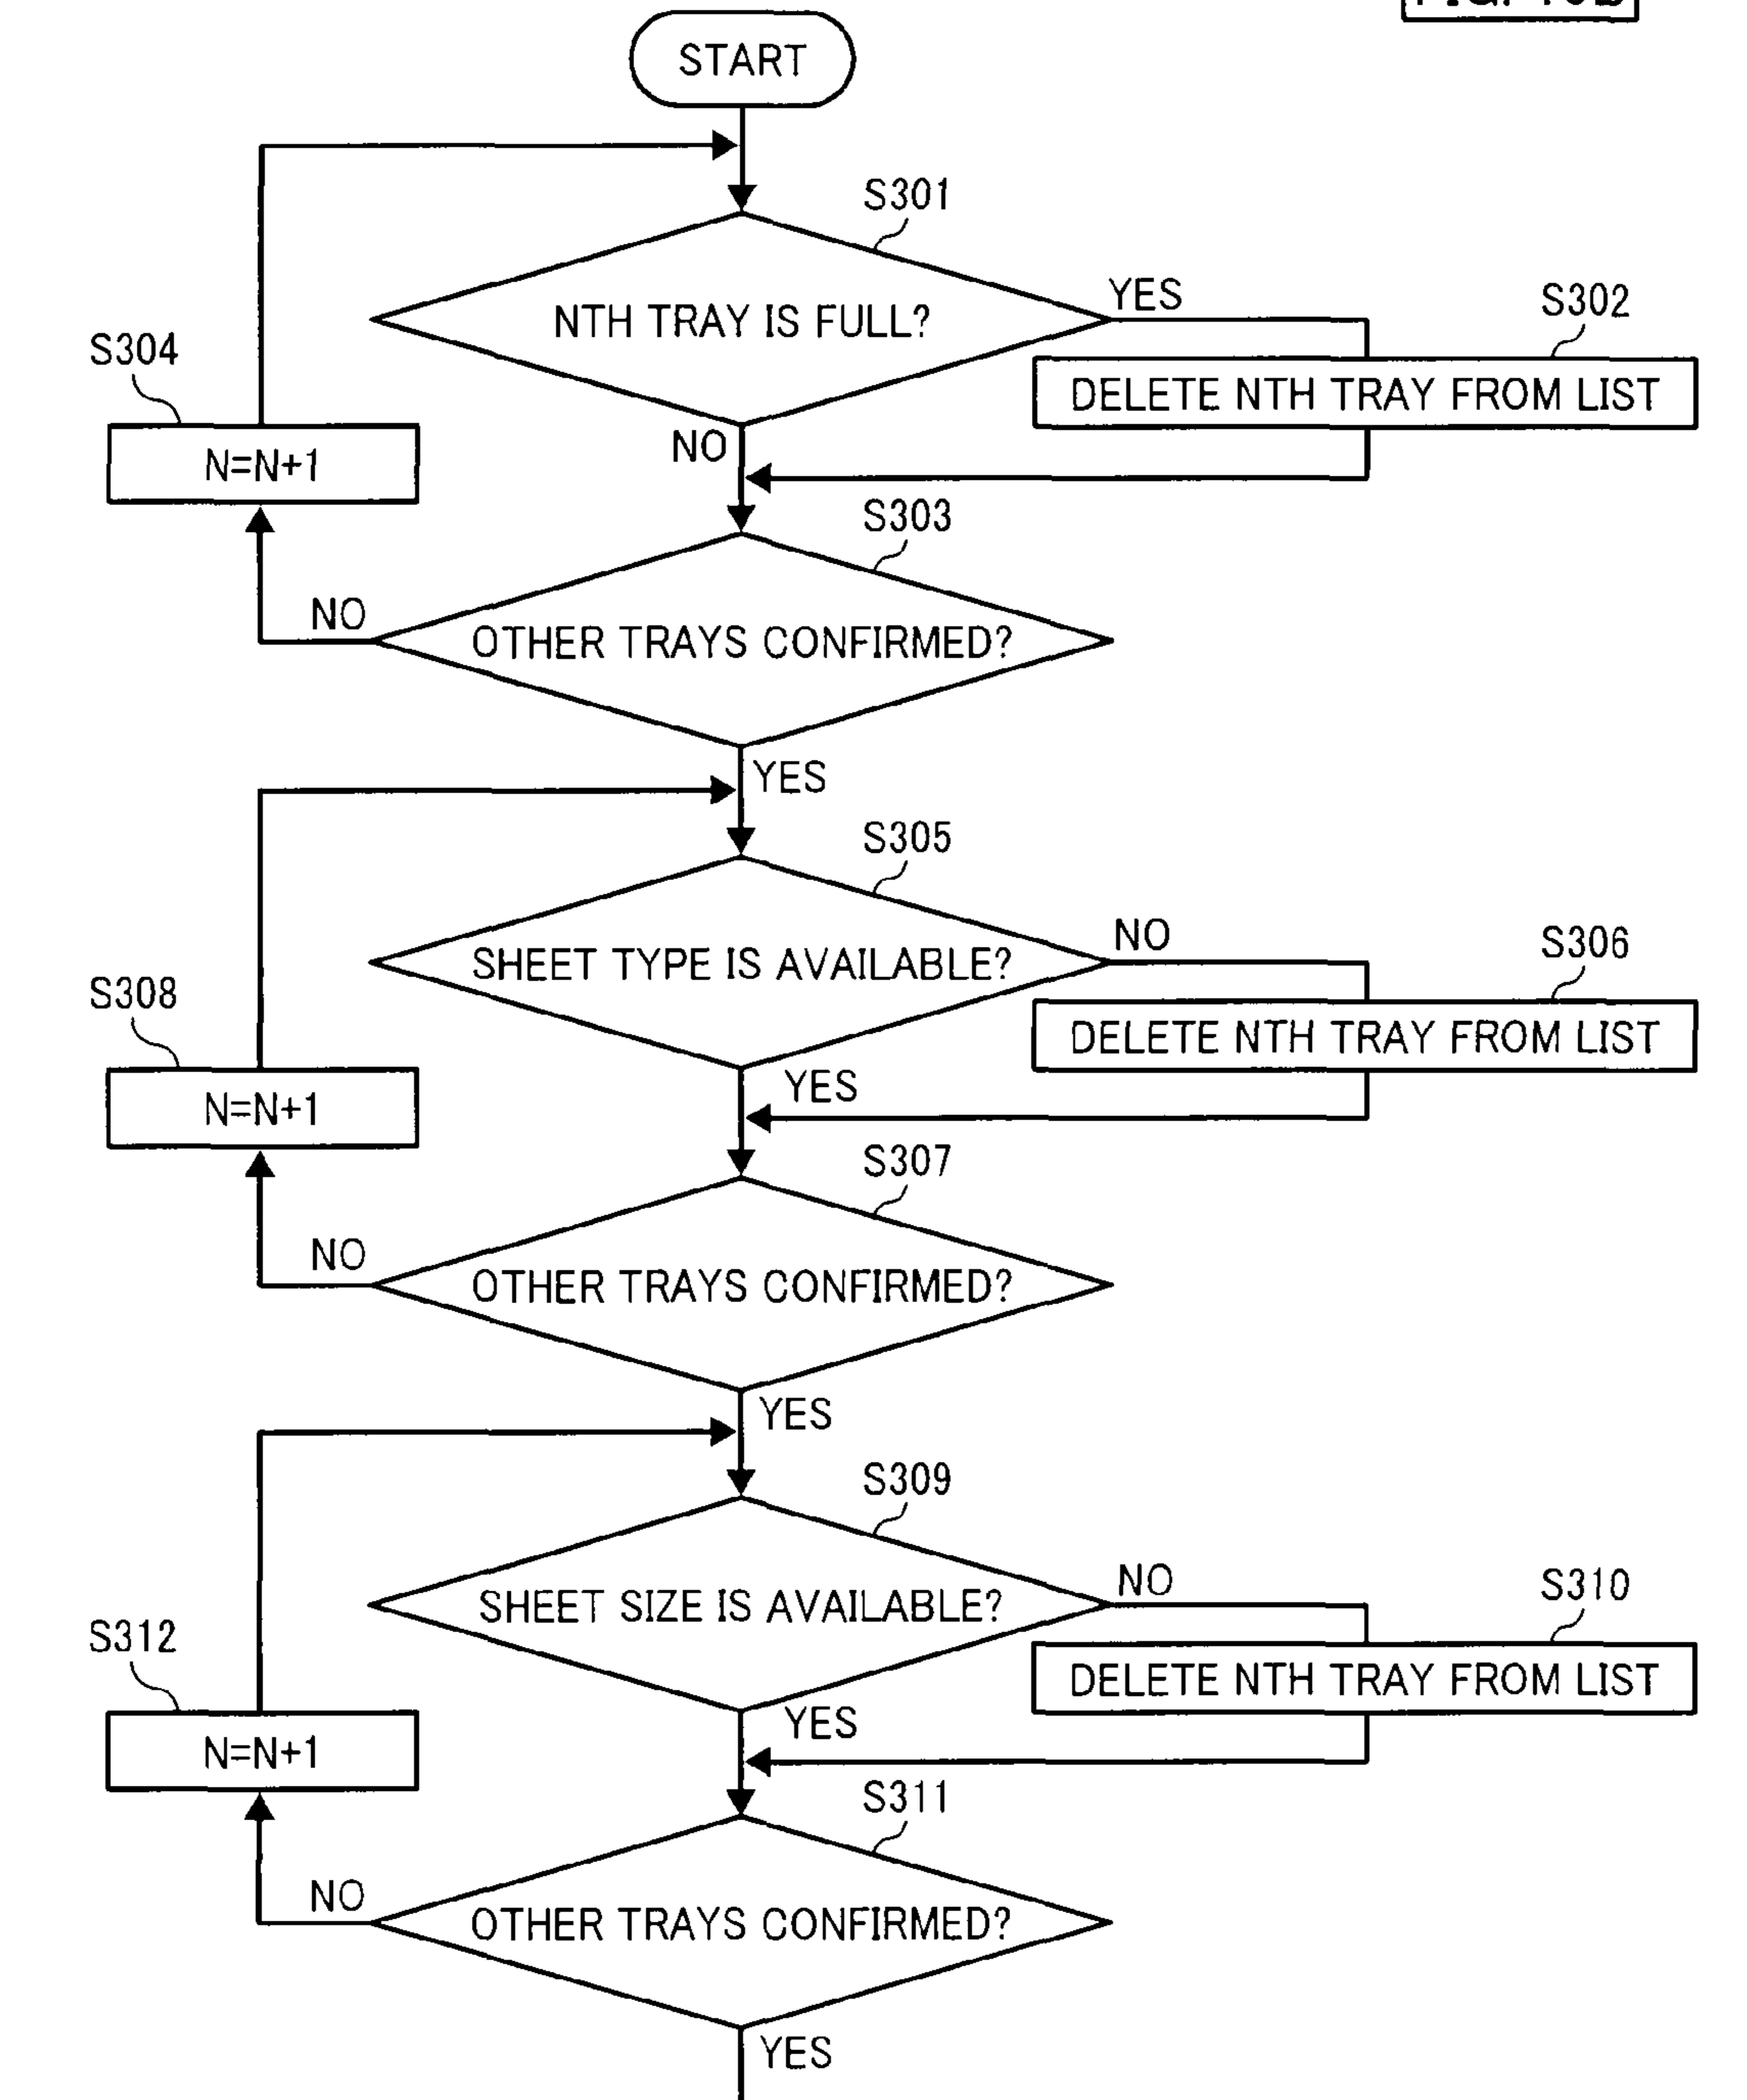 START
S301
NTH TRAY IS FULL?
YES
S302
DELETE NTH TRAY FROM LIST
S304
N=N+1
NO
S303
OTHER TRAYS CONFIRMED?
NO
YES
S305
SHEET TYPE IS AVAILABLE?
NO
S306
DELETE NTH TRAY FROM LIST
S308
N=N+1
YES
S307
OTHER TRAYS CONFIRMED?
NO
YES
S309
SHEET SIZE IS AVAILABLE?
NO
S310
DELETE NTH TRAY FROM LIST
S312
N=N+1
YES
S311
OTHER TRAYS CONFIRMED?
NO
YES